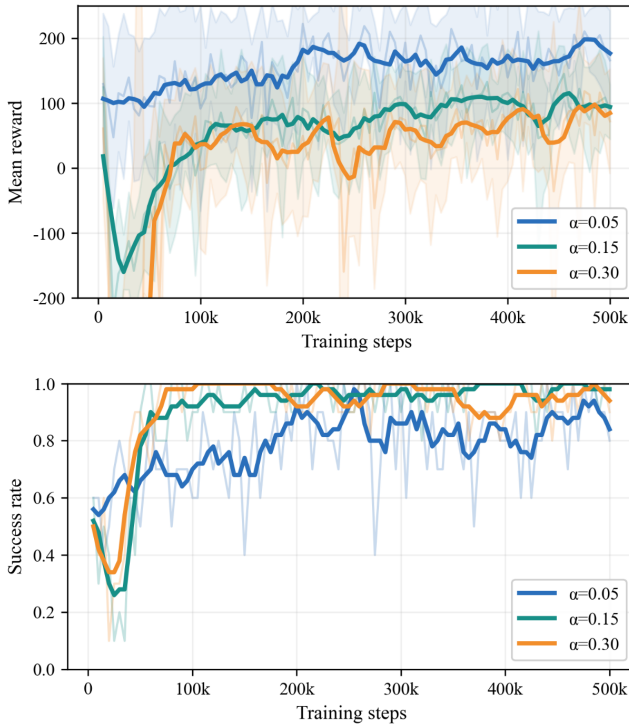 200
100
0
-100
-200
Mean reward
α=0.05
α=0.15
α=0.30
0 100k 200k 300k 400k 500k
Training steps
1.0
0.8
0.6
0.4
0.2
0.0
Success rate
α=0.05
α=0.15
α=0.30
0 100k 200k 300k 400k 500k
Training steps